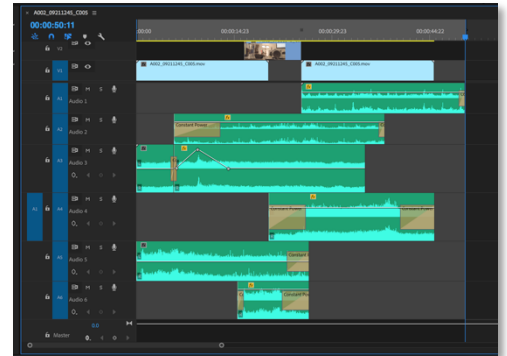 A002_09211245_C005
00:00:50:11
:00:00
00:00:14:23
00:00:29:23
00:00:44:22
V2
V1
A002_09211245_C005.mov
A002_09211245_C005.mov
A1
M S
Audio 1
A2
M S
Audio 2
Constant Power
A3
M S
Audio 3
A2
A4
M S
Audio 4
Constant Power
Constant Power
A5
M S
Audio 5
Constant
A6
M S
Audio 6
Constant Po
Master
0.0